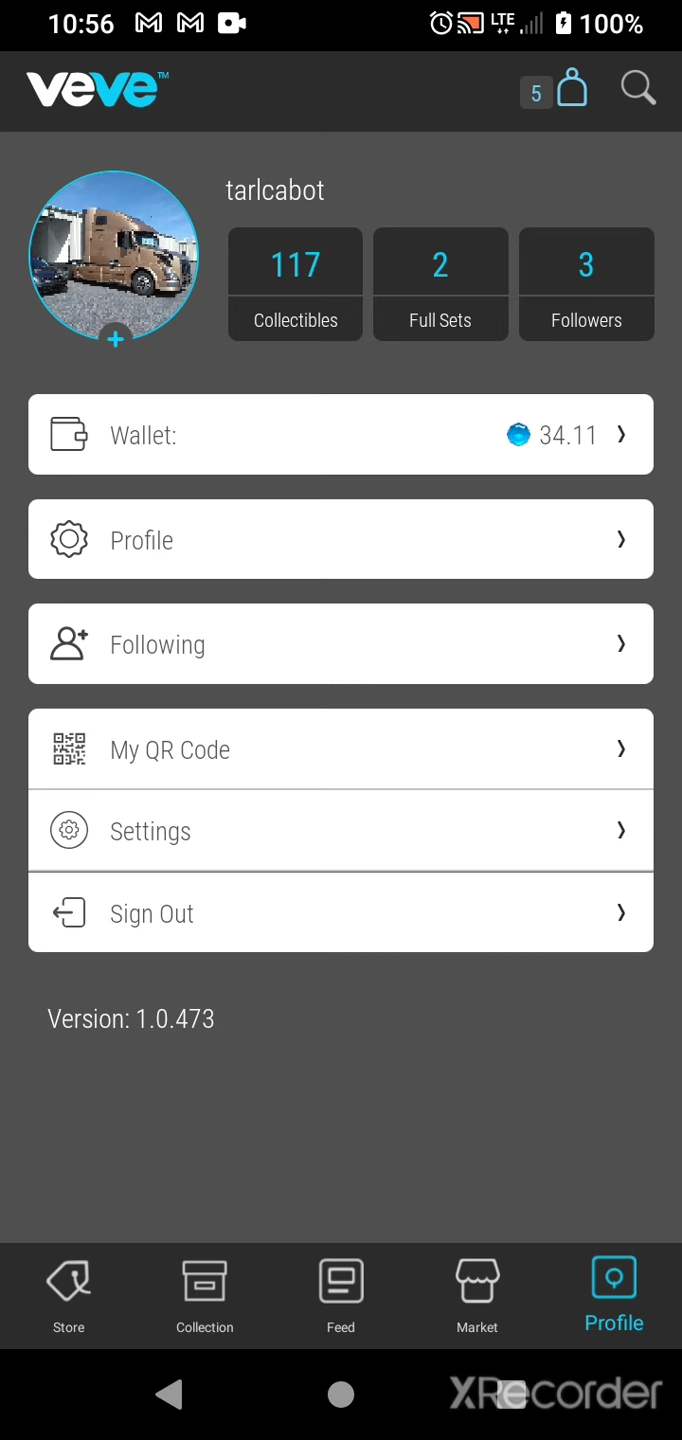 10:56 LTE 100%
veve™ 5
tarlcabot
117 2 3
Collectibles Full Sets Followers
Wallet: 34.11
Profile
Following
My QR Code
Settings
Sign Out
Version: 1.0.473
Store Collection Feed Market Profile
XRecorder